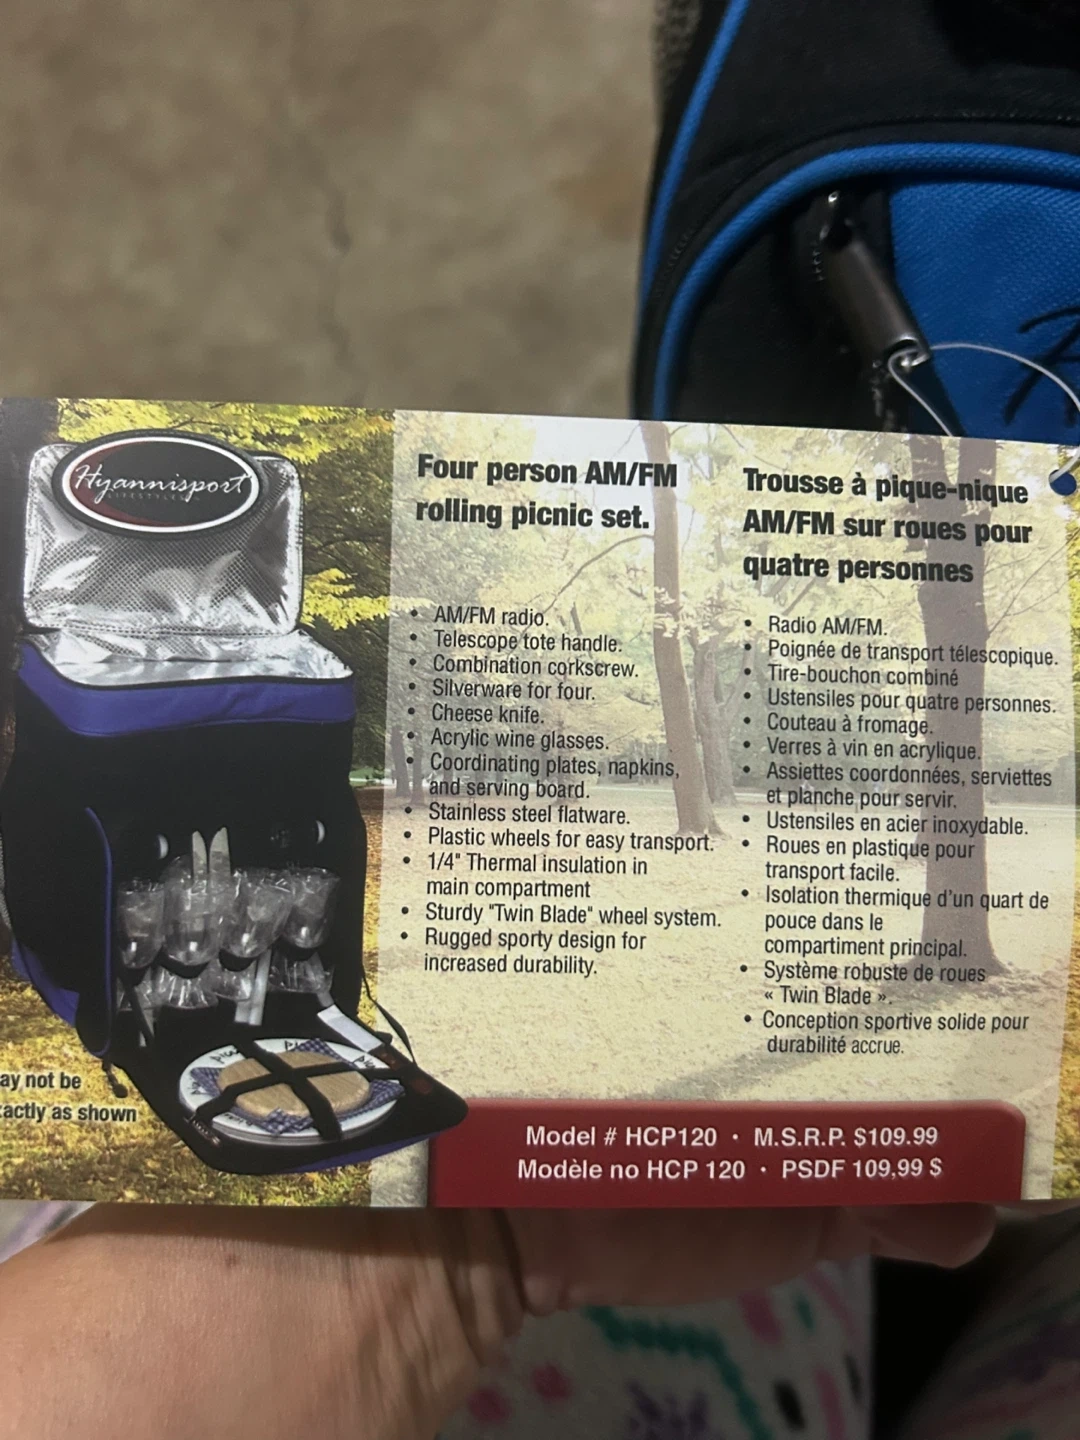 Hyannisport
LIFESTYLES
Four person AM/FM
rolling picnic set.
• AM/FM radio.
• Telescope tote handle.
• Combination corkscrew.
• Silverware for four.
• Cheese knife.
• Acrylic wine glasses.
• Coordinating plates, napkins,
and serving board.
• Stainless steel flatware.
• Plastic wheels for easy transport.
• 1/4" Thermal insulation in
main compartment
• Sturdy "Twin Blade" wheel system.
• Rugged sporty design for
increased durability.
Trousse à pique-nique
AM/FM sur roues pour
quatre personnes
• Radio AM/FM.
• Poignée de transport télescopique.
• Tire-bouchon combiné
• Ustensiles pour quatre personnes.
• Couteau à fromage.
• Verres à vin en acrylique.
• Assiettes coordonnées, serviettes
et planche pour servir.
• Ustensiles en acier inoxydable.
• Roues en plastique pour
transport facile.
• Isolation thermique d'un quart de
pouce dans le
compartiment principal.
• Système robuste de roues
« Twin Blade ».
• Conception sportive solide pour
durabilité accrue.
ay not be
actly as shown
Model # HCP120 • M.S.R.P. $109.99
Modèle no HCP 120 • PSDF 109,99 $